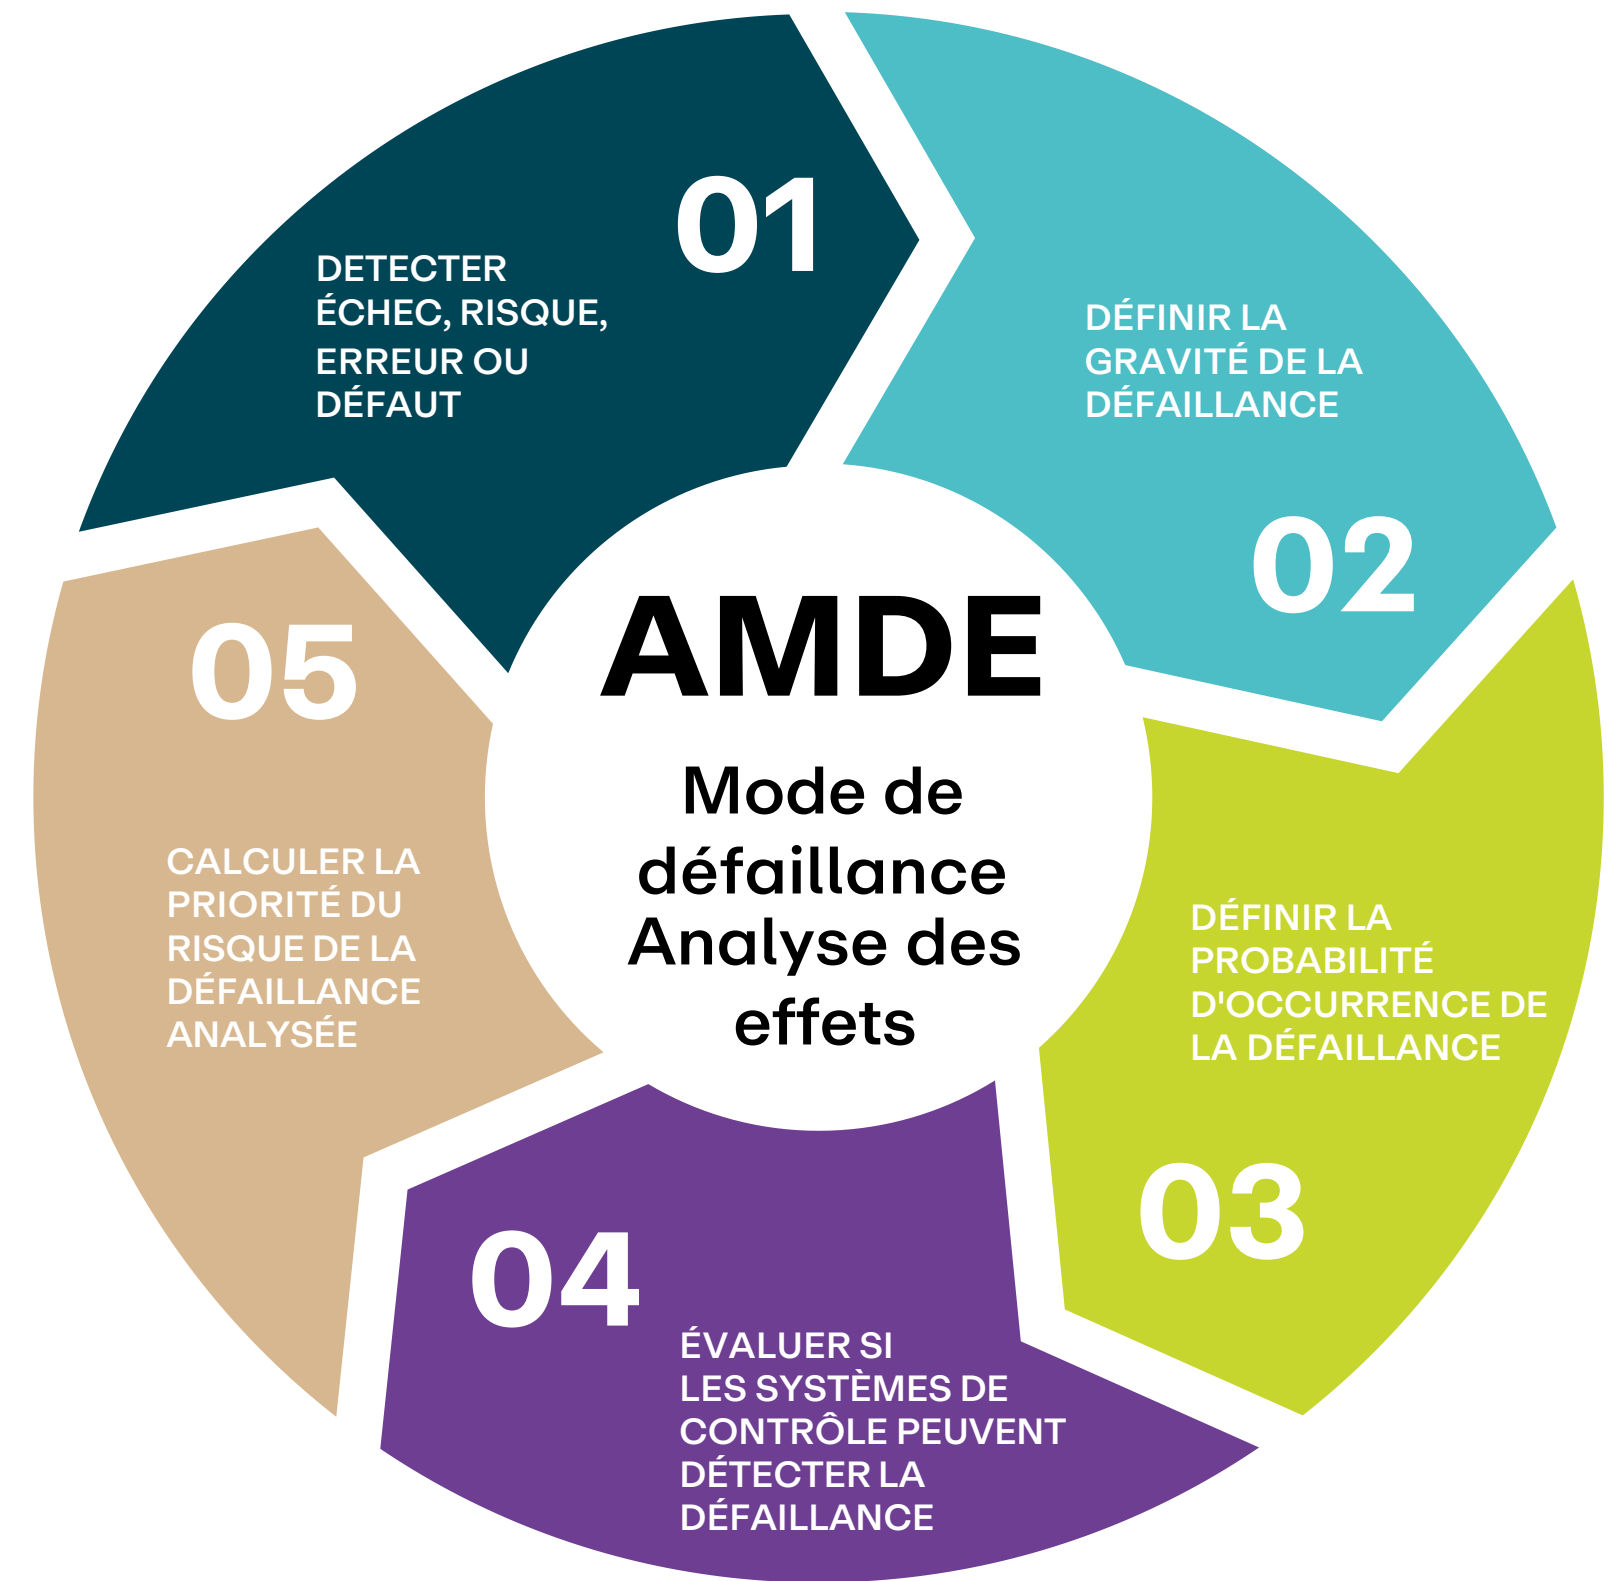 01
DETECTER
ÉCHEC, RISQUE,
ERREUR OU
DÉFAUT
DÉFINIR LA
GRAVITÉ DE LA
DÉFAILLANCE
02
AMDE
Mode de
défaillance
Analyse des
effets
DÉFINIR LA
PROBABILITÉ
D'OCCURRENCE DE
LA DÉFAILLANCE
03
04
ÉVALUER SI
LES SYSTÈMES DE
CONTRÔLE PEUVENT
DÉTECTER LA
DÉFAILLANCE
05
CALCULER LA
PRIORITÉ DU
RISQUE DE LA
DÉFAILLANCE
ANALYSÉE